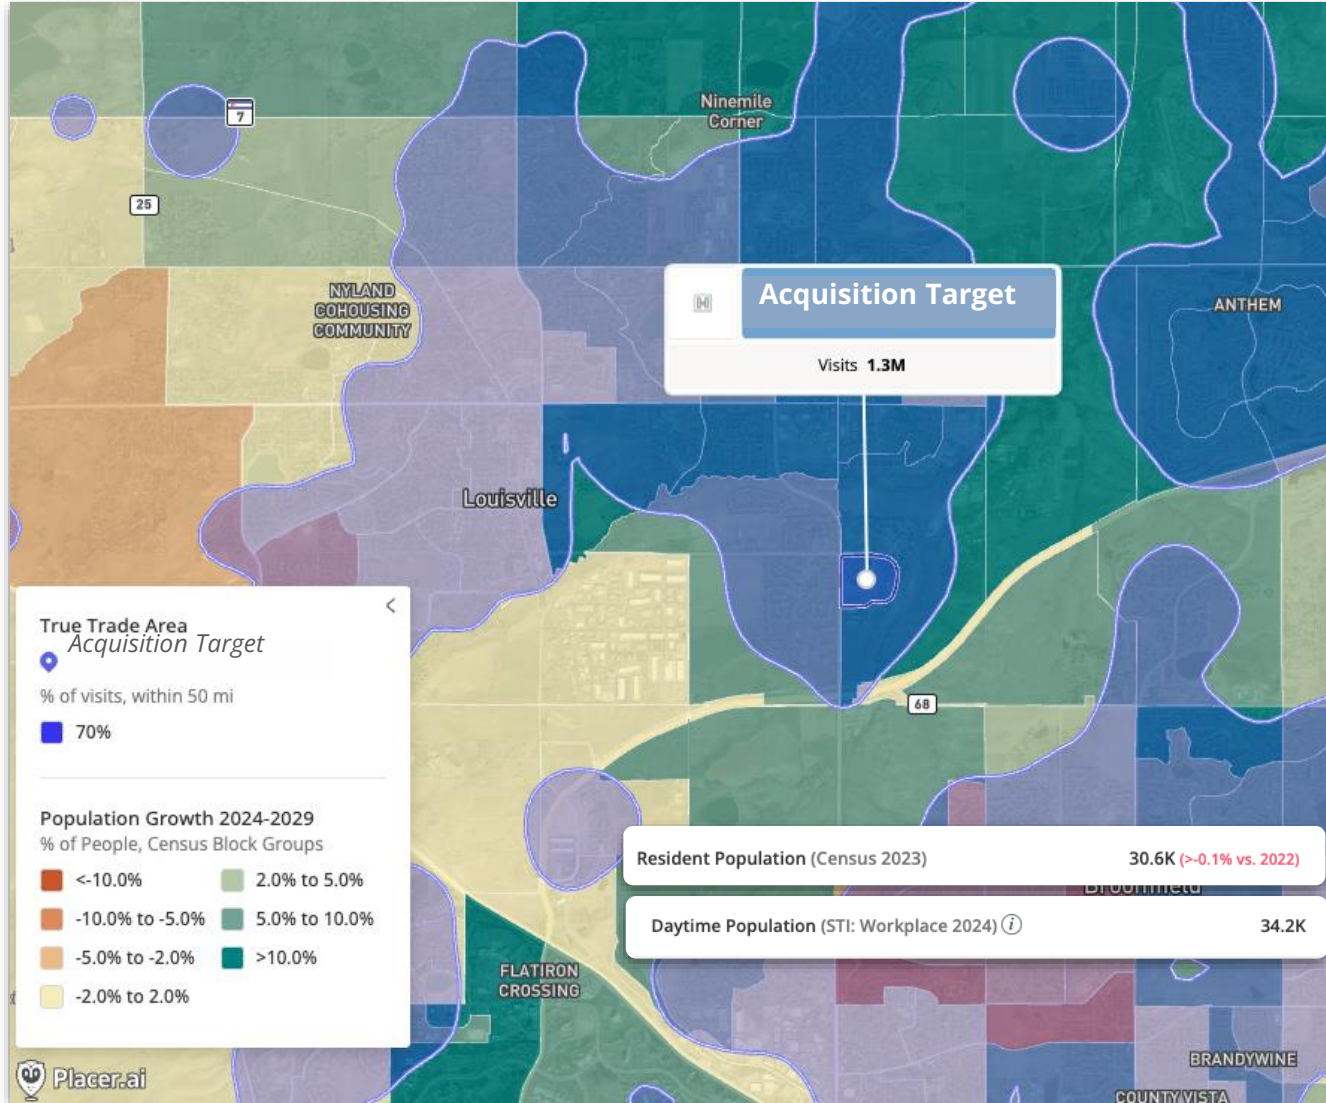 Ninemile
Corner
7
25
NYLAND
COHOUSING
COMMUNITY
Acquisition Target
Visits 1.3M
ANTHEM
Louisville
True Trade Area
Acquisition Target
% of visits, within 50 mi
70%
68
Population Growth 2024-2029
% of People, Census Block Groups
<-10.0%
2.0% to 5.0%
-10.0% to -5.0%
5.0% to 10.0%
-5.0% to -2.0%
>10.0%
-2.0% to 2.0%
Resident Population (Census 2023) 30.6K (>-0.1% vs. 2022)
Broomfield
Daytime Population (STI: Workplace 2024) i 34.2K
FLATIRON
CROSSING
BRANDYWINE
COUNTY VISTA
Placer.ai